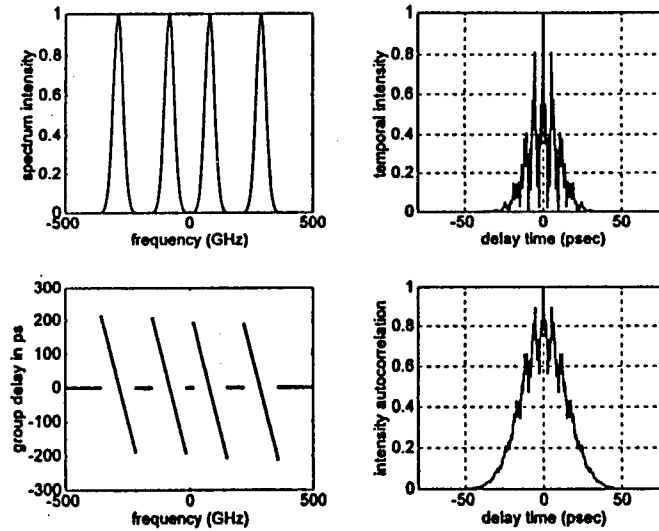 spectrum intensity
1
0.8
0.6
0.4
0.2
0
-500 0 500
frequency (GHz)
temporal intensity
1
0.8
0.6
0.4
0.2
0
-50 0 50
delay time (psec)
group delay in ps
300
200
100
0
-100
-200
-300
-500 0 500
frequency (GHz)
intensity autocorrelation
1
0.8
0.6
0.4
0.2
0
-50 0 50
delay time (psec)